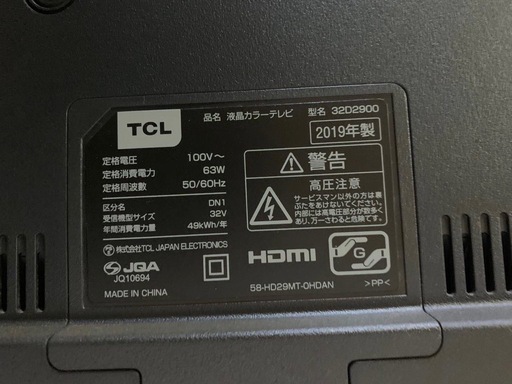 TCL
品名 液晶カラーテレビ 型名 32D2900
2019年製
定格電圧 100V～
定格消費電力 63W
定格周波数 50/60Hz
区分名 DN1
受信機型サイズ 32V
年間消費電力量 49kWh/年
株式会社TCL JAPAN ELECTRONICS
警告
高圧注意
サービスマン以外の方は裏
ぶたをあけないでください。
内部には高電圧部分が数多く
あり、万一さわると危険です。
JQA
JQ10694
MADE IN CHINA
HDMI
G
58-HD29MT-0HDAN
>PP<